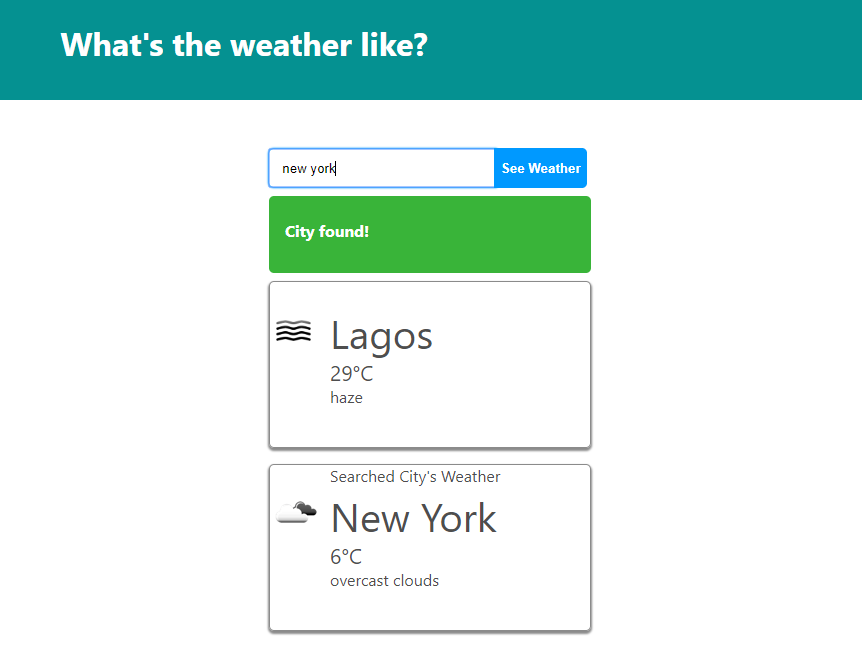 What's the weather like?
new york
See Weather
City found!
Lagos
29°C
haze
Searched City's Weather
New York
6°C
overcast clouds